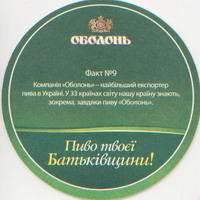 ОБОЛОНЬ
Факт №9
Компанія «Оболонь» – найбільший експортер
пива в Україні. У 33 країнах світу нашу країну знають,
зокрема, завдяки пиву «Оболонь».
Пиво твоєї
Батьківщини!